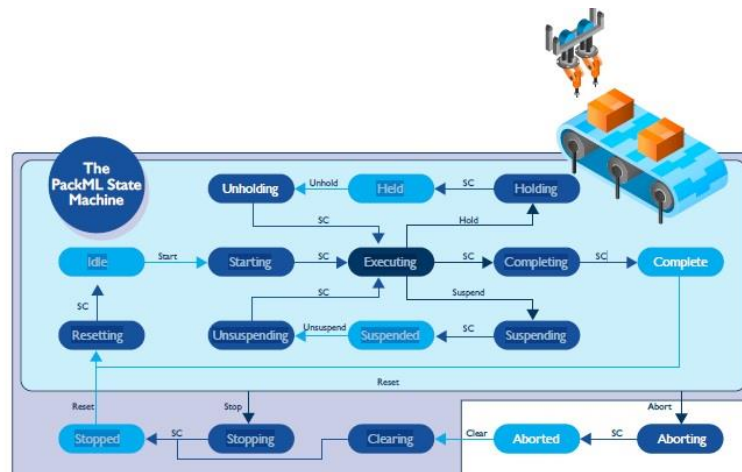 The
PackML State
Machine
Unholding
Unhold
Held
SC
Holding
SC
Hold
Idle
Start
Starting
SC
Executing
SC
Completing
SC
Complete
SC
SC
Suspend
Resetting
Unsuspending
Unsuspend
Suspended
SC
Suspending
Reset
Reset
Stop
Abort
Stopped
SC
Stopping
Clearing
Clear
Aborted
SC
Aborting